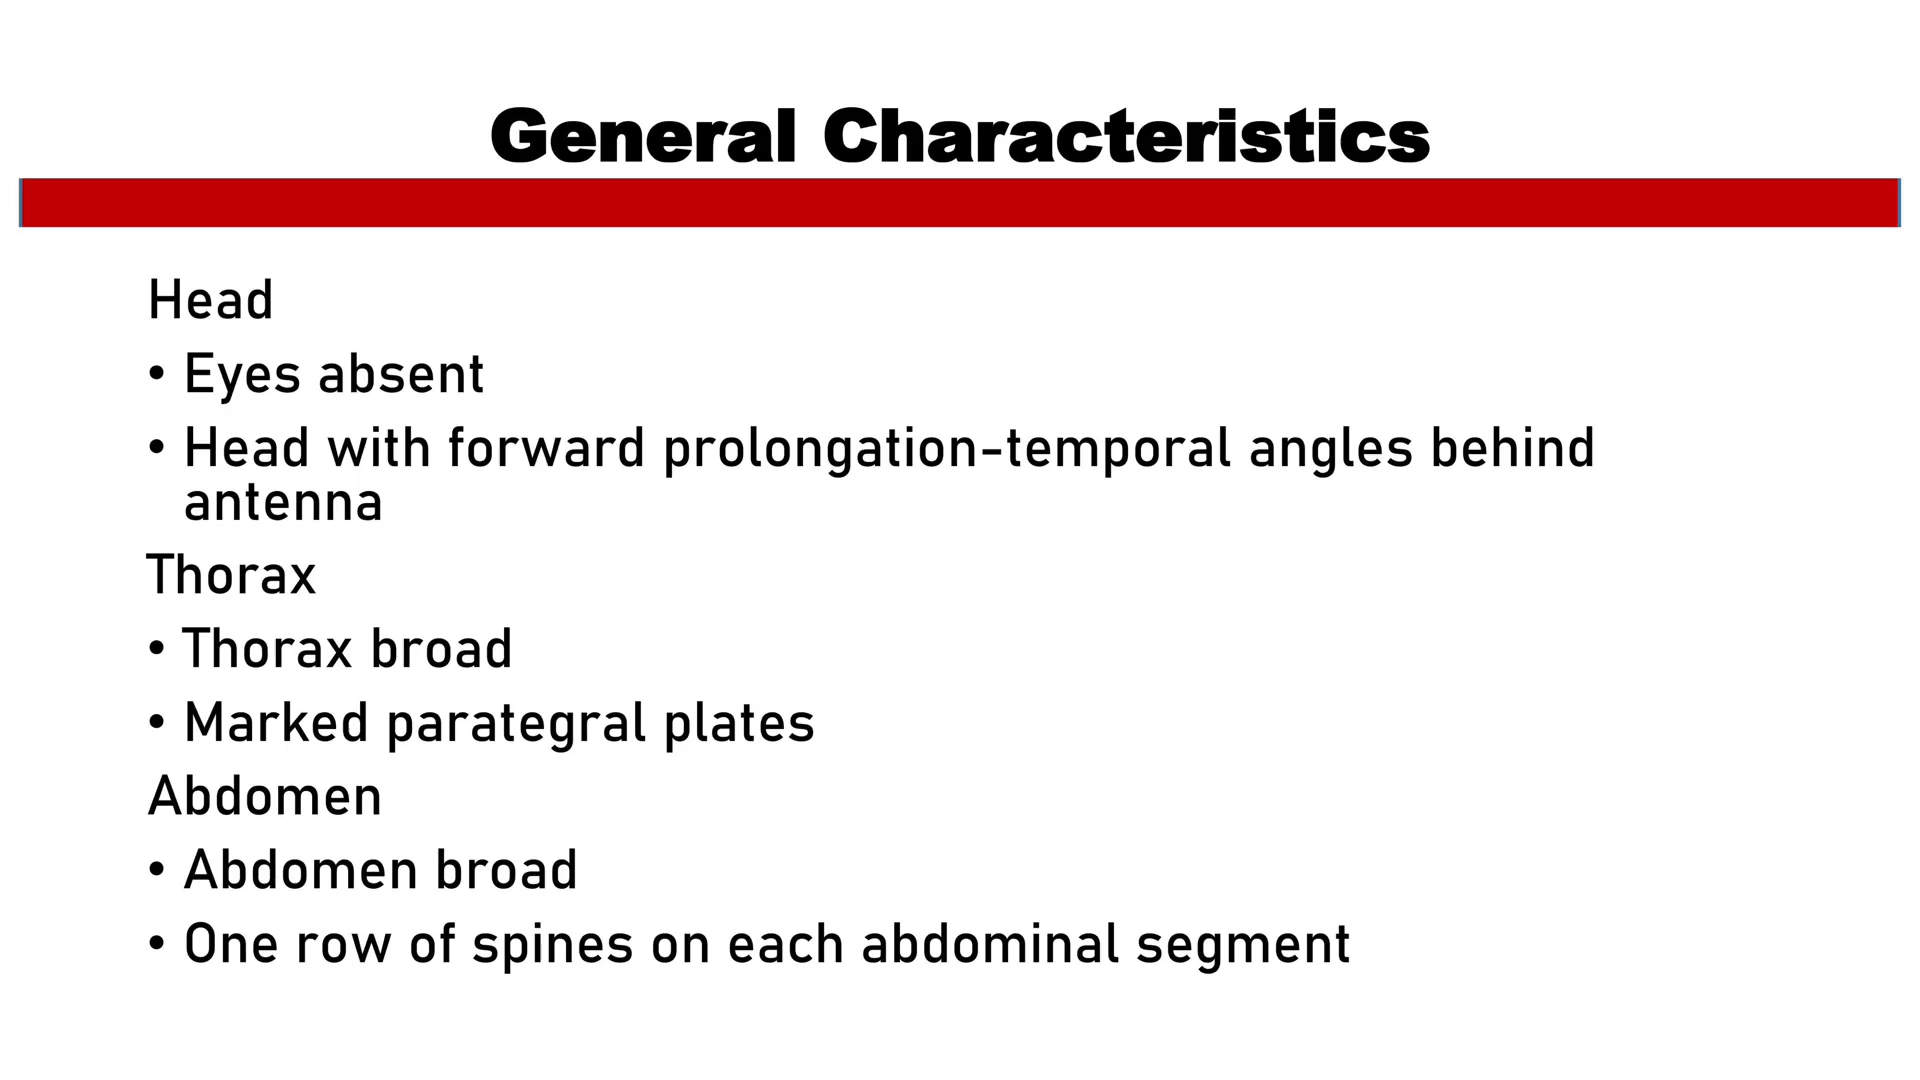 General Characteristics
Head
• Eyes absent
• Head with forward prolongation-temporal angles behind
antenna
Thorax
• Thorax broad
• Marked parategral plates
Abdomen
• Abdomen broad
• One row of spines on each abdominal segment